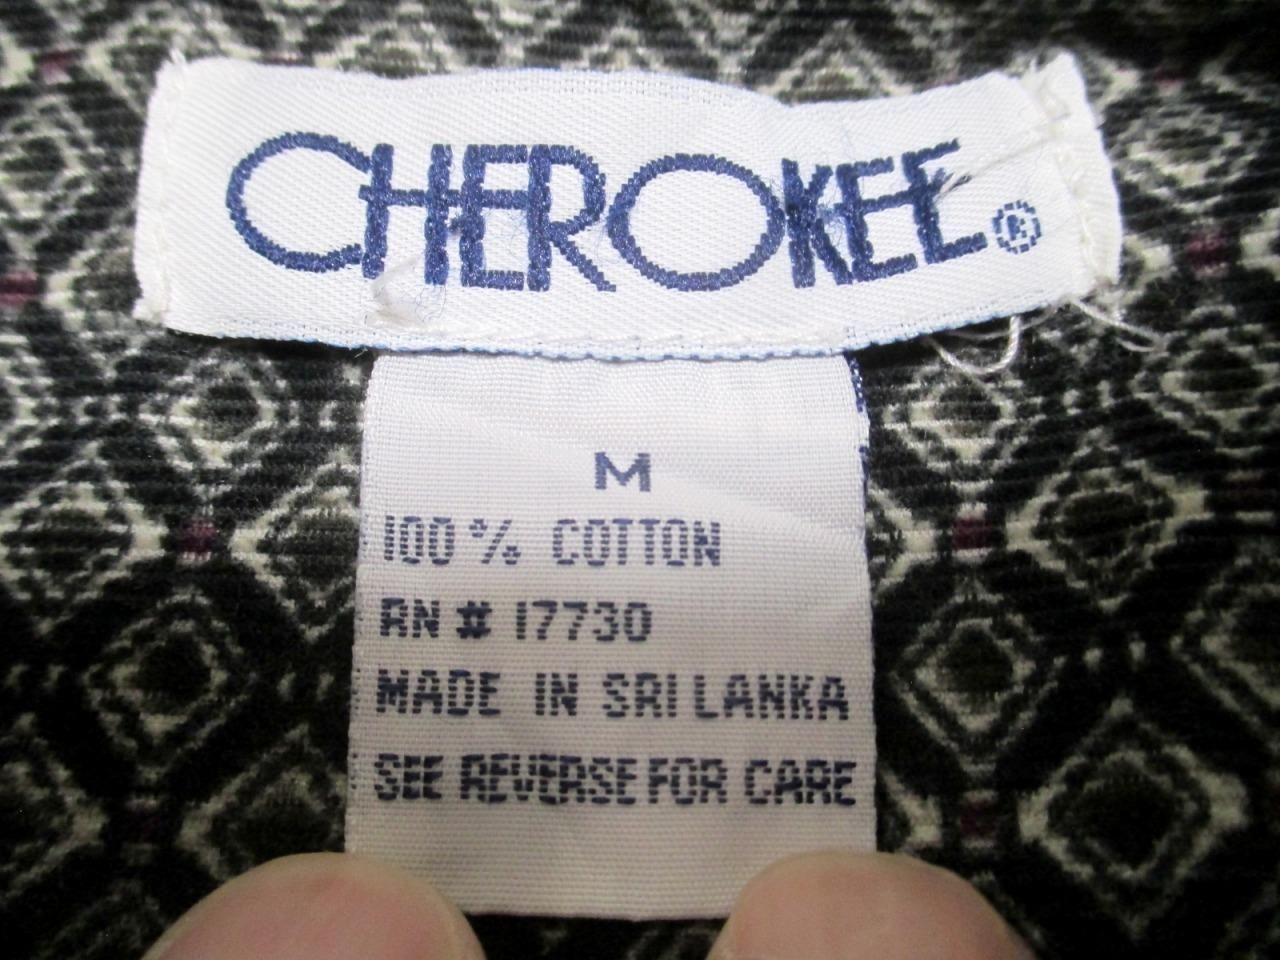 CHEROKEE®
M
100% COTTON
RN # 17730
MADE IN SRI LANKA
SEE REVERSE FOR CARE